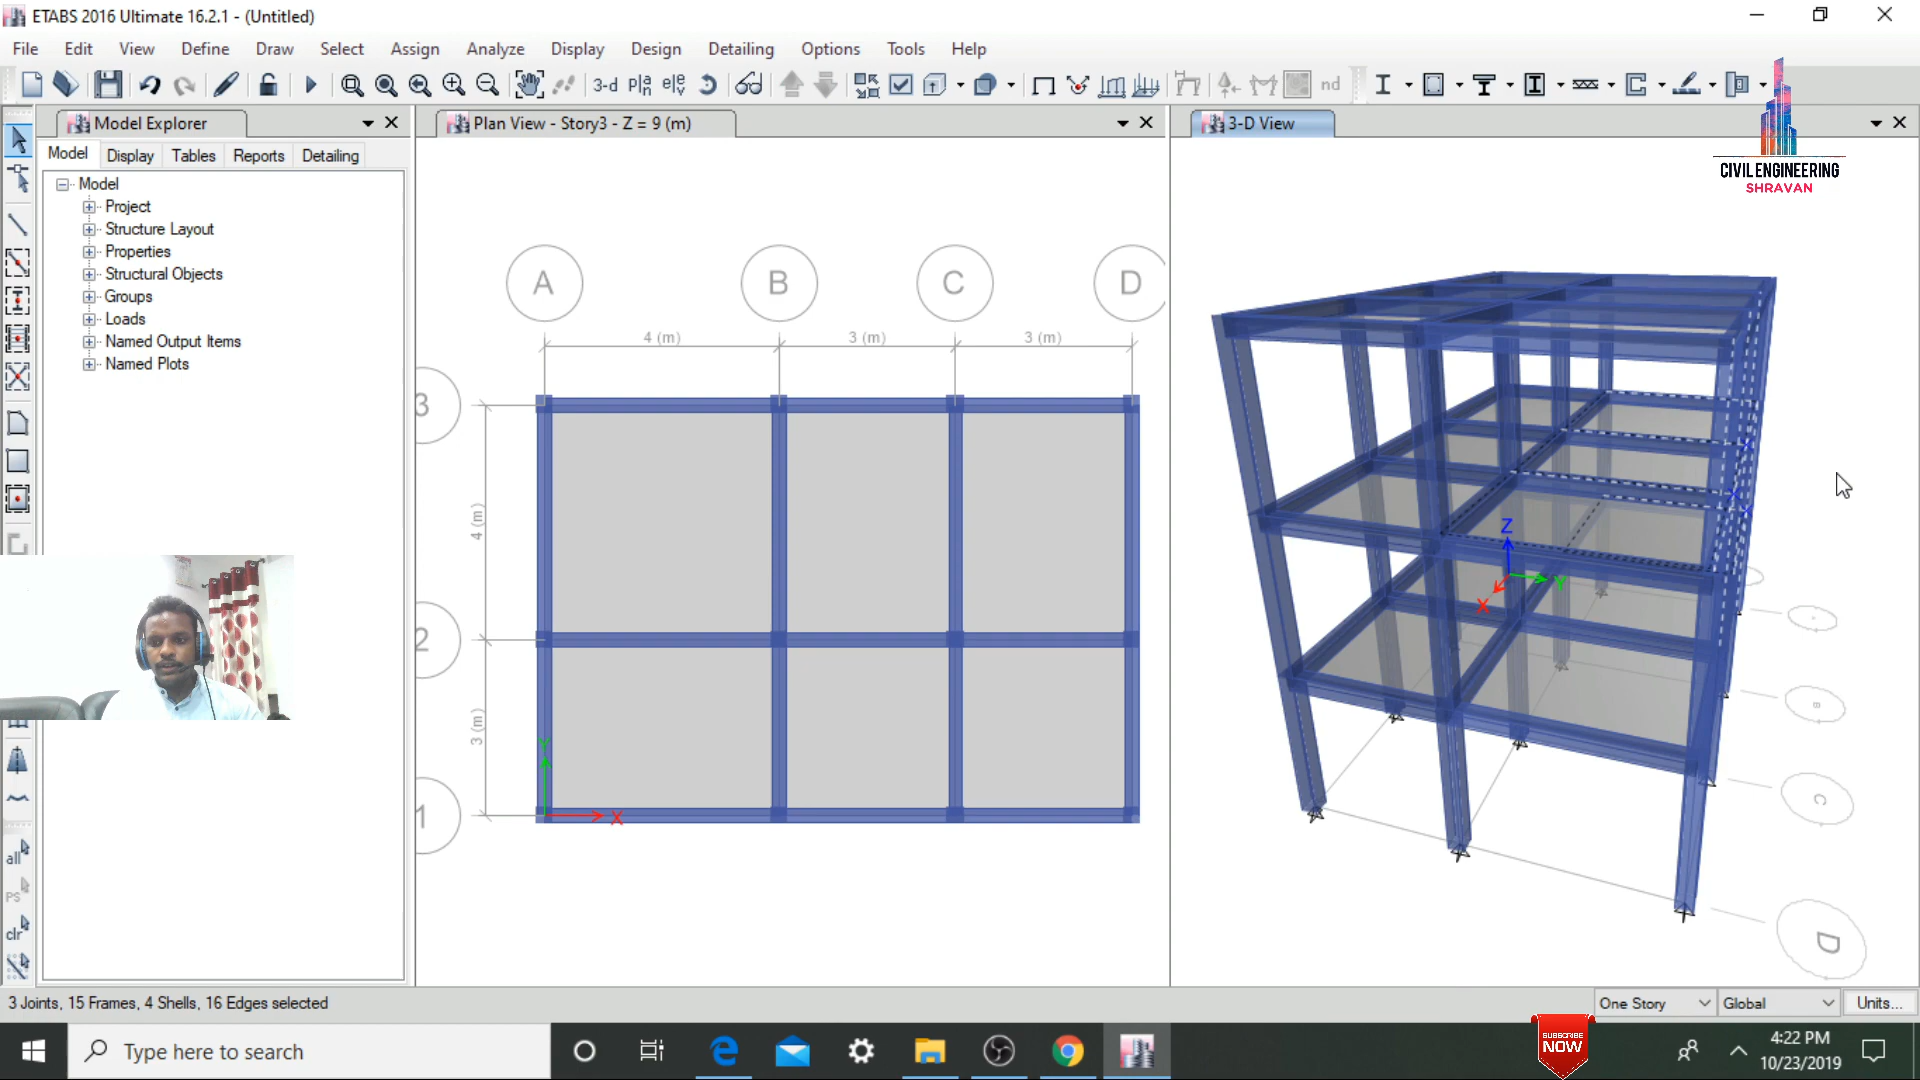 ETABS 2016 Ultimate 16.2.1 - (Untitled)
File Edit View Define Draw Select Assign Analyze Display Design Detailing Options Tools Help
3-d
nd
Model Explorer
Plan View - Story3 - Z = 9 (m)
3-D View
CIVIL ENGINEERING
SHRAVAN
Model Display Tables Reports Detailing
Model
Project
Structure Layout
Properties
Structural Objects
Groups
Loads
Named Output Items
Named Plots
A B C D
4 (m) 3 (m) 3 (m)
3
4 (m)
2
3 (m)
1
Y
X
Z
Y
X
B
C
D
all
PS
clr
3 Joints, 15 Frames, 4 Shells, 16 Edges selected
One Story Global Units...
Type here to search
SUBSCRIBE
NOW
4:22 PM
10/23/2019